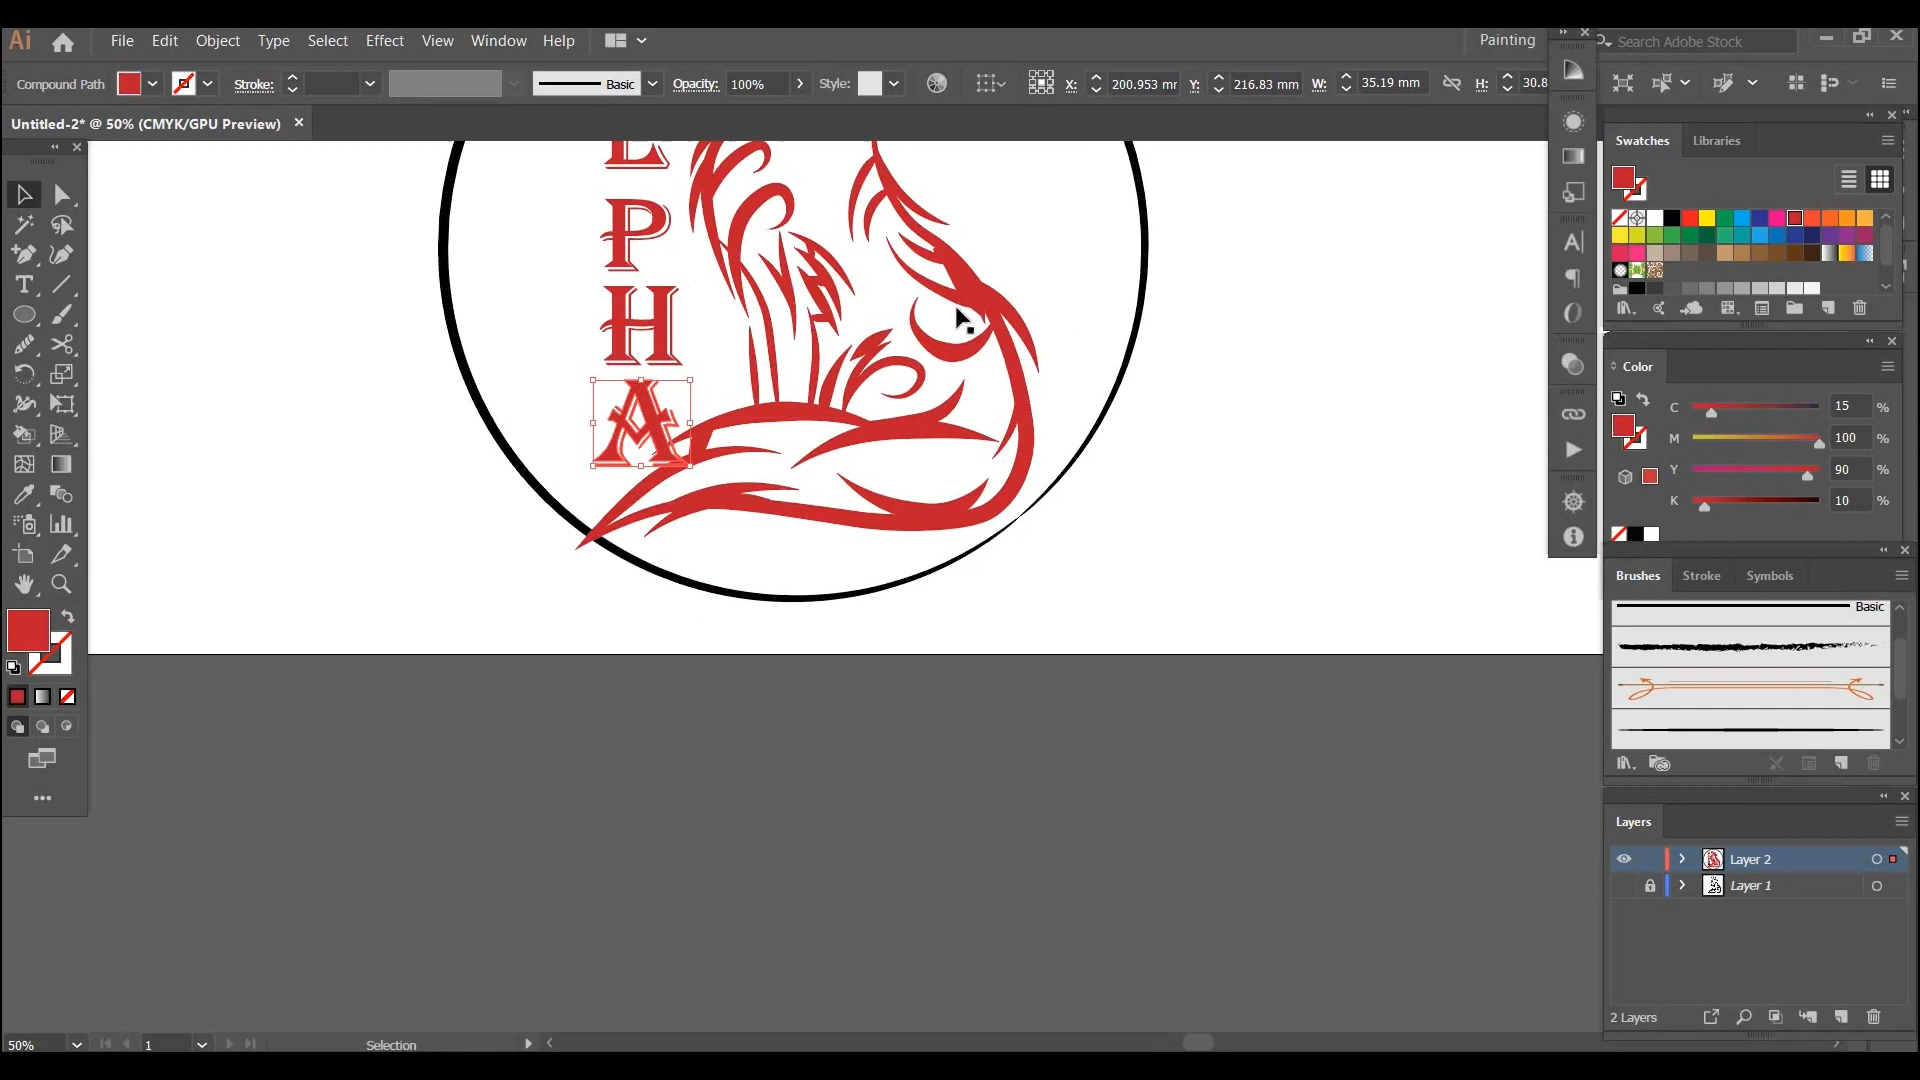 Ai File Edit Object Type Select Effect View Window Help Painting Search Adobe Stock
Compound Path Stroke: Basic Opacity: 100% Style: X: 200.953 mm Y: 216.83 mm W: 35.19 mm H: 30.8
Untitled-2* @ 50% (CMYK/GPU Preview)
Swatches Libraries
L
P
H
A
Color
C 15 %
M 100 %
Y 90 %
K 10 %
Brushes Stroke Symbols
Basic
Layers
Layer 2
Layer 1
2 Layers
50% 1 Selection